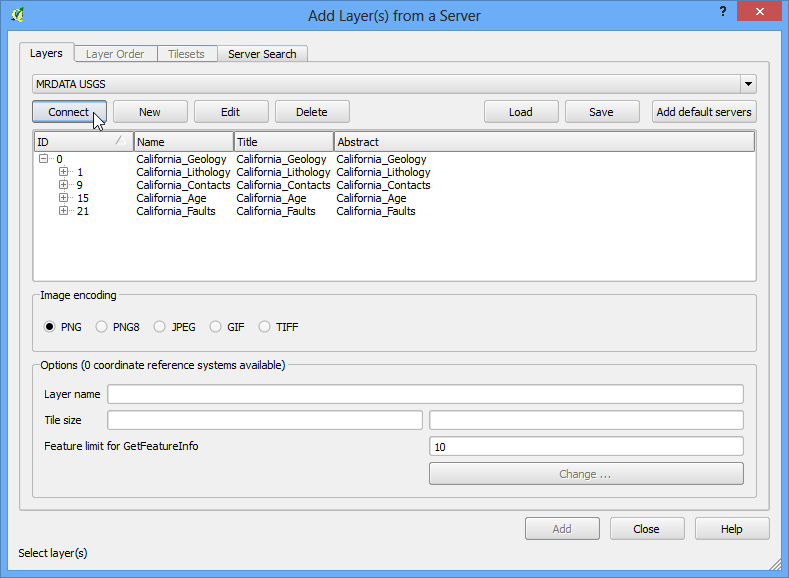 Add Layer(s) from a Server
?
Layers Layer Order Tilesets Server Search
MRDATA USGS
Connect New Edit Delete Load Save Add default servers
ID Name Title Abstract
0 California_Geology California_Geology California_Geology
1 California_Lithology California_Lithology California_Lithology
9 California_Contacts California_Contacts California_Contacts
15 California_Age California_Age California_Age
21 California_Faults California_Faults California_Faults
Image encoding
PNG PNG8 JPEG GIF TIFF
Options (0 coordinate reference systems available)
Layer name
Tile size
Feature limit for GetFeatureInfo 10
Change ...
Add Close Help
Select layer(s)